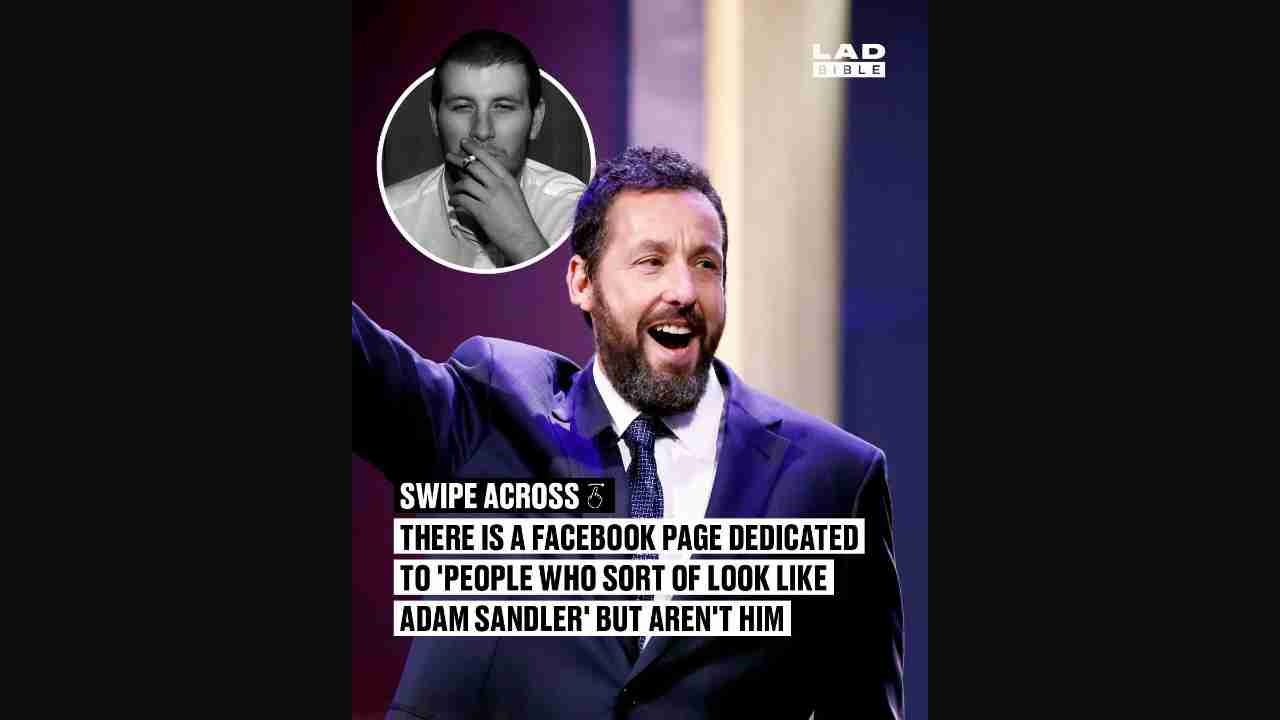 LAD
BIBLE
SWIPE ACROSS
THERE IS A FACEBOOK PAGE DEDICATED
TO 'PEOPLE WHO SORT OF LOOK LIKE
ADAM SANDLER' BUT AREN'T HIM